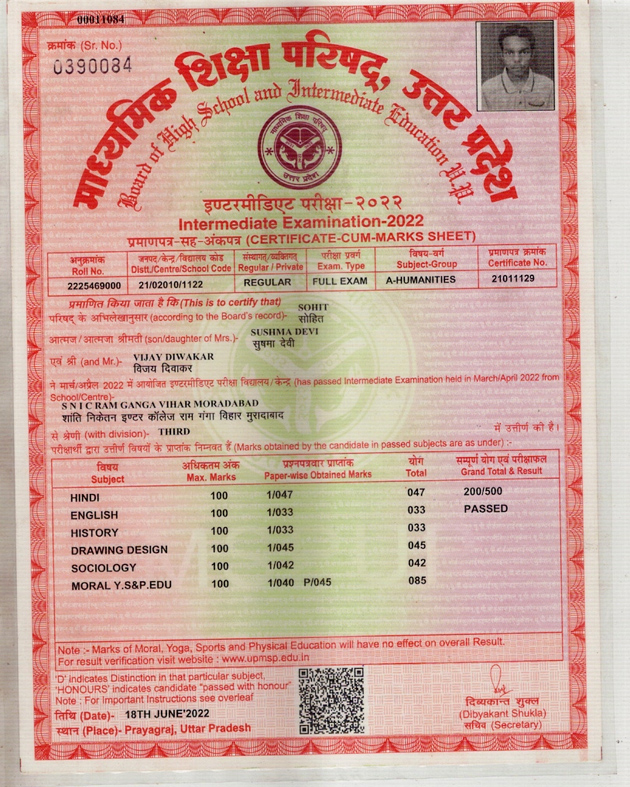 00011084
क्रमांक (Sr. No.)
0390084
माध्यमिक शिक्षा परिषद्, उत्तर प्रदेश
Board of High School and Intermediate Education U.P.
माध्यमिक शिक्षा परिषद
उत्तर प्रदेश
इण्टरमीडिएट परीक्षा-२०२२
Intermediate Examination-2022
प्रमाणपत्र-सह-अंकपत्र (CERTIFICATE-CUM-MARKS SHEET)
अनुक्रमांक जनपद/केन्द्र/विद्यालय कोड संस्थागत/व्यक्तिगत परीक्षा प्रवर्ग विषय-वर्ग प्रमाणपत्र क्रमांक
Roll No. Distt./Centre/School Code Regular / Private Exam. Type Subject-Group Certificate No.
2225469000 21/02010/1122 REGULAR FULL EXAM A-HUMANITIES 21011129
प्रमाणित किया जाता है कि (This is to certify that)
SOHIT
परिषद के अभिलेखानुसार (according to the Board's record)- सोहित
SUSHMA DEVI
आत्मज/आत्मजा श्रीमती (son/daughter of Mrs.)- सुषमा देवी
VIJAY DIWAKAR
एवं श्री (and Mr.)- विजय दिवाकर
ने मार्च/अप्रैल 2022 में आयोजित इण्टरमीडिएट परीक्षा विद्यालय/केन्द्र (has passed Intermediate Examination held in March/April 2022 from
School/Centre)-
S N I C RAM GANGA VIHAR MORADABAD
शांति निकेतन इण्टर कॉलेज राम गंगा विहार मुरादाबाद
से श्रेणी (with division)- THIRD में उत्तीर्ण की है।
परीक्षार्थी द्वारा उत्तीर्ण विषयों के प्राप्तांक निम्नवत हैं (Marks obtained by the candidate in passed subjects are as under) :-
विषय अधिकतम अंक प्रश्नपत्रवार प्राप्तांक योग सम्पूर्ण योग एवं परीक्षाफल
Subject Max. Marks Paper-wise Obtained Marks Total Grand Total & Result
HINDI 100 1/047 047 200/500
ENGLISH 100 1/033 033 PASSED
HISTORY 100 1/033 033
DRAWING DESIGN 100 1/045 045
SOCIOLOGY 100 1/042 042
MORAL Y.S&P.EDU 100 1/040 P/045 085
Note :- Marks of Moral, Yoga, Sports and Physical Education will have no effect on overall Result.
For result verification visit website : www.upmsp.edu.in
'D' indicates Distinction in that particular subject,
'HONOURS' indicates candidate "passed with honour"
Note : For Important Instructions see overleaf
तिथि (Date)- 18TH JUNE'2022
स्थान (Place)- Prayagraj, Uttar Pradesh
दिव्यकान्त शुक्ल
(Dibyakant Shukla)
सचिव (Secretary)